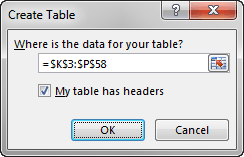 Create Table
Where is the data for your table?
=$K$3:$P$58
My table has headers
OK
Cancel